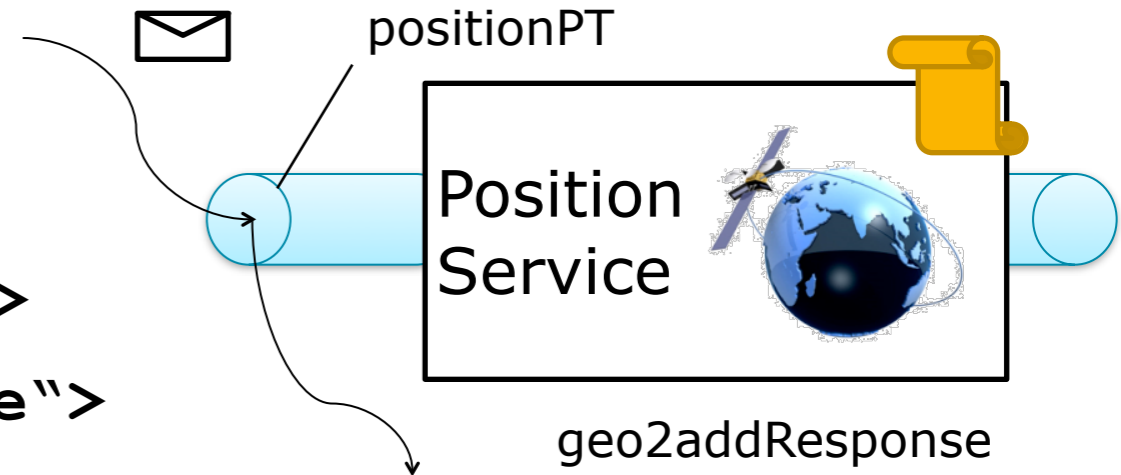 positionPT
Position
Service
>
e“>
geo2addResponse